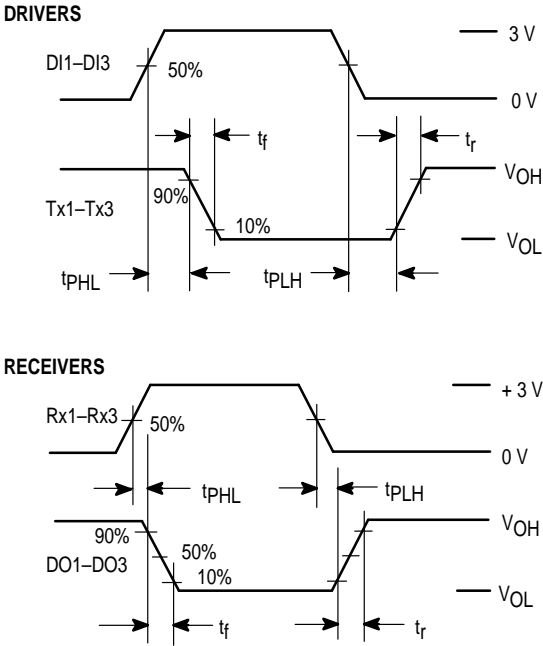 DRIVERS
3 V
DI1–DI3
50%
0 V
tf
tr
VOH
90%
Tx1–Tx3
10%
VOL
tPHL
tPLH
RECEIVERS
+ 3 V
Rx1–Rx3
50%
0 V
tPHL
tPLH
VOH
90%
50%
DO1–DO3
10%
VOL
tf
tr